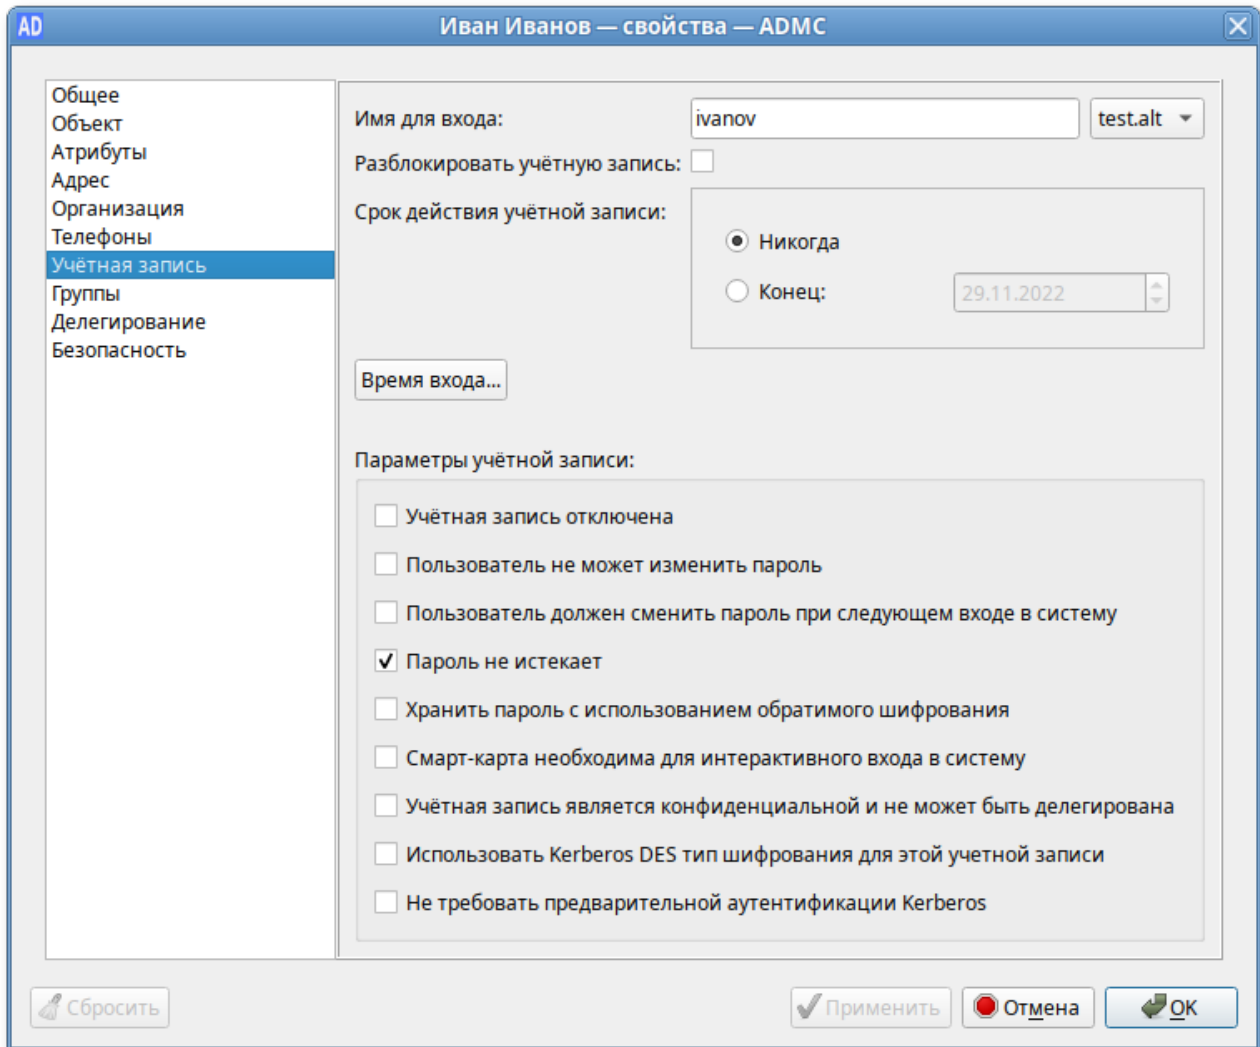 AD Иван Иванов — свойства — ADMC
Общее
Объект
Атрибуты
Адрес
Организация
Телефоны
Учётная запись
Группы
Делегирование
Безопасность
Имя для входа: ivanov test.alt
Разблокировать учётную запись:
Срок действия учётной записи:
Никогда
Конец: 29.11.2022
Время входа...
Параметры учётной записи:
Учётная запись отключена
Пользователь не может изменить пароль
Пользователь должен сменить пароль при следующем входе в систему
Пароль не истекает
Хранить пароль с использованием обратимого шифрования
Смарт-карта необходима для интерактивного входа в систему
Учётная запись является конфиденциальной и не может быть делегирована
Использовать Kerberos DES тип шифрования для этой учетной записи
Не требовать предварительной аутентификации Kerberos
Сбросить Применить Отмена OK